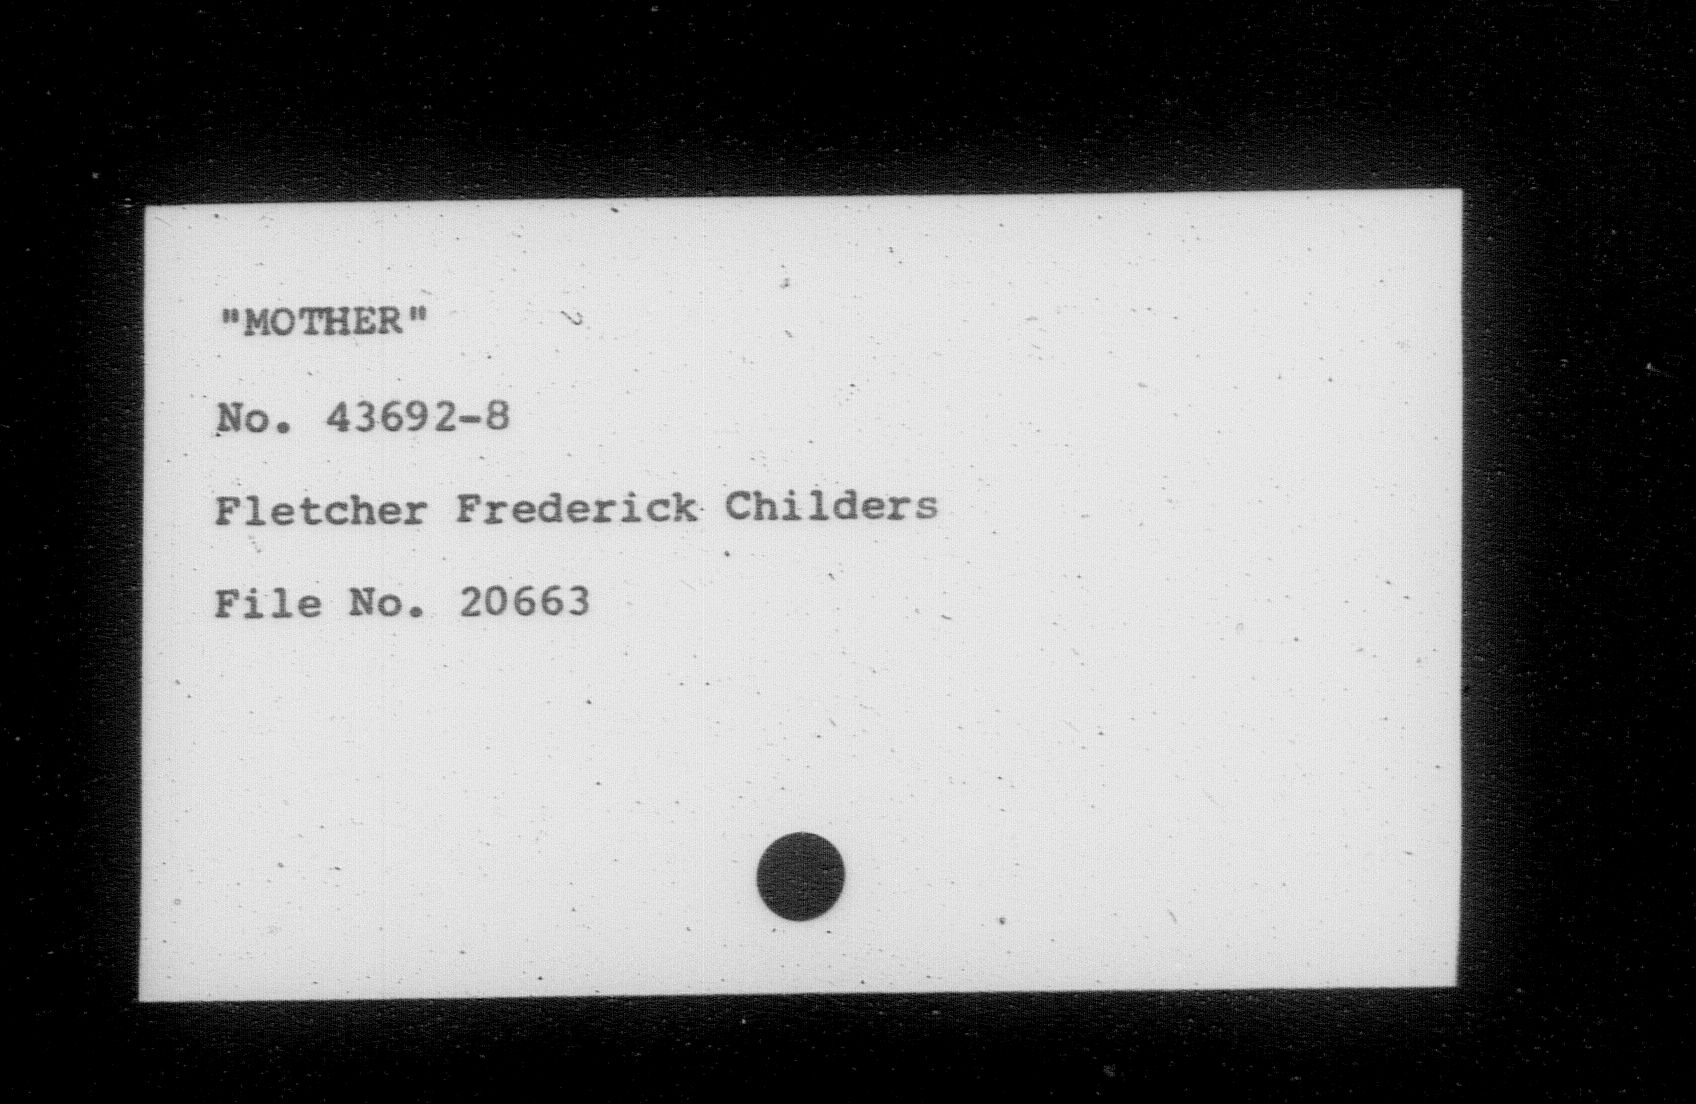 "MOTHER"
No. 43692-8
Fletcher Frederick Childers
File No. 20663